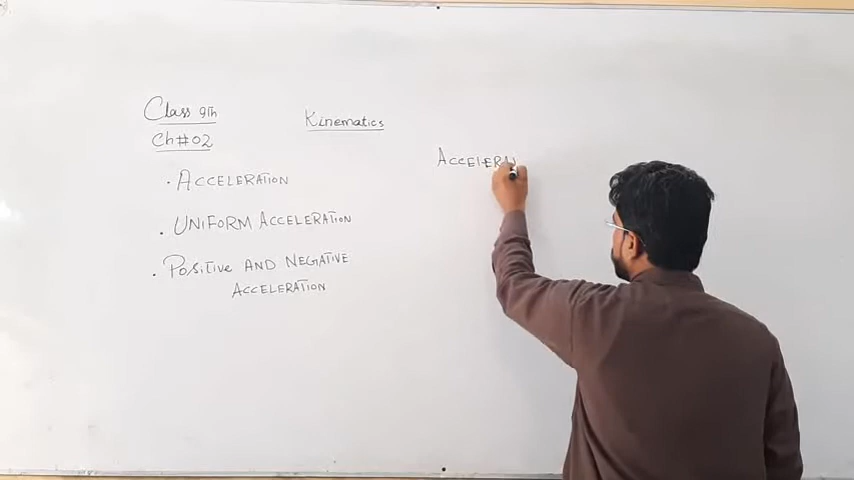 Class 9th
Ch#02
Kinematics
· ACCELERATION
· UNIFORM ACCELERATION
· POSITIVE AND NEGATIVE
ACCELERATION
ACCELERA